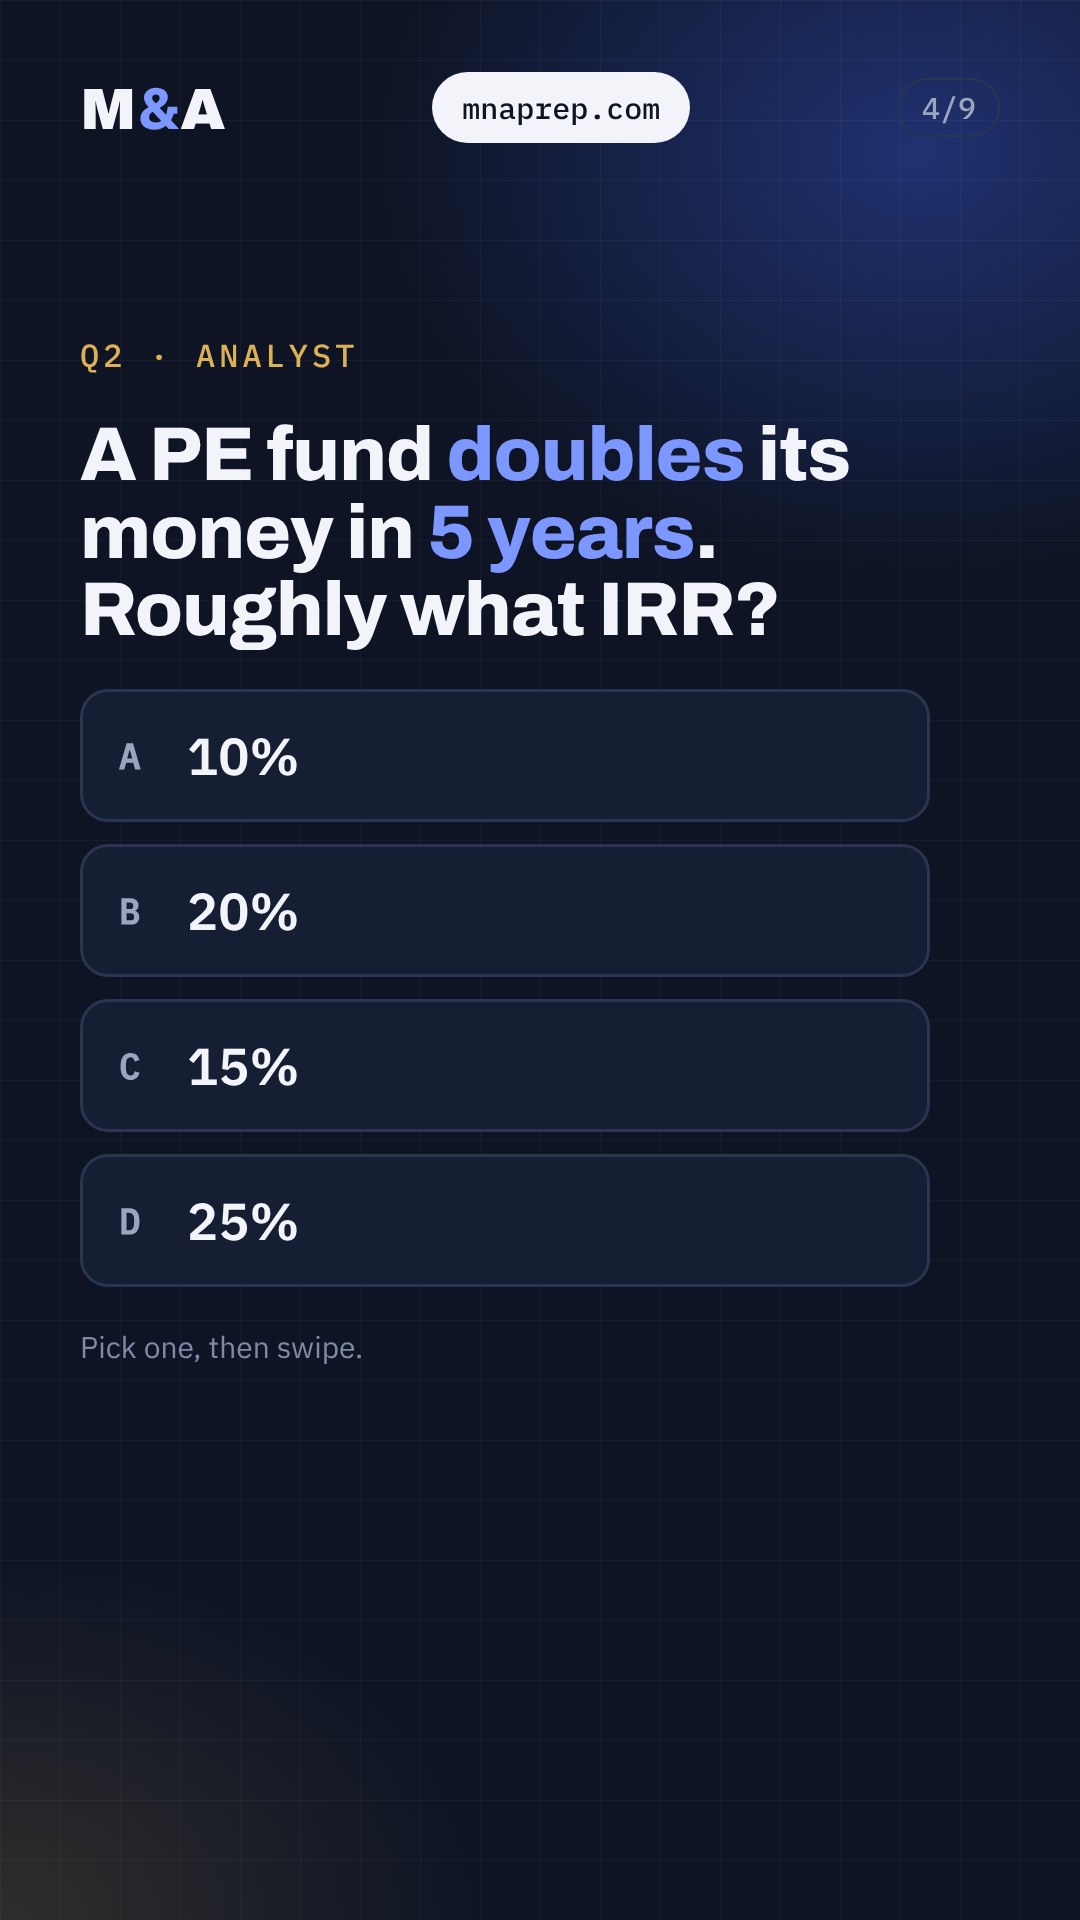 M&A
mnaprep.com
4/9
Q2 · ANALYST
A PE fund doubles its
money in 5 years.
Roughly what IRR?
A 10%
B 20%
C 15%
D 25%
Pick one, then swipe.